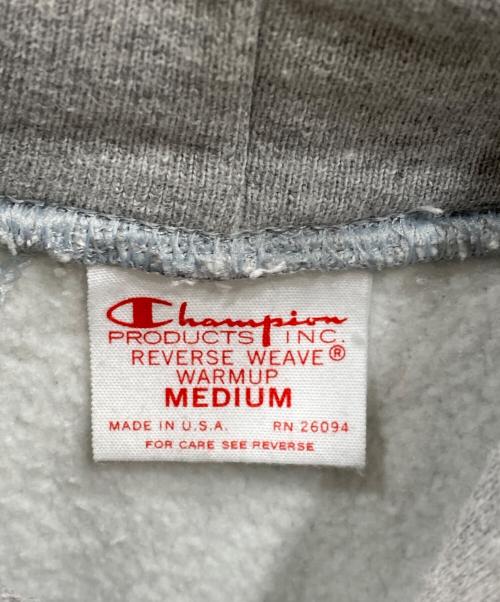 Champion
PRODUCTS INC.
REVERSE WEAVE®
WARMUP
MEDIUM
MADE IN U.S.A. RN 26094
FOR CARE SEE REVERSE